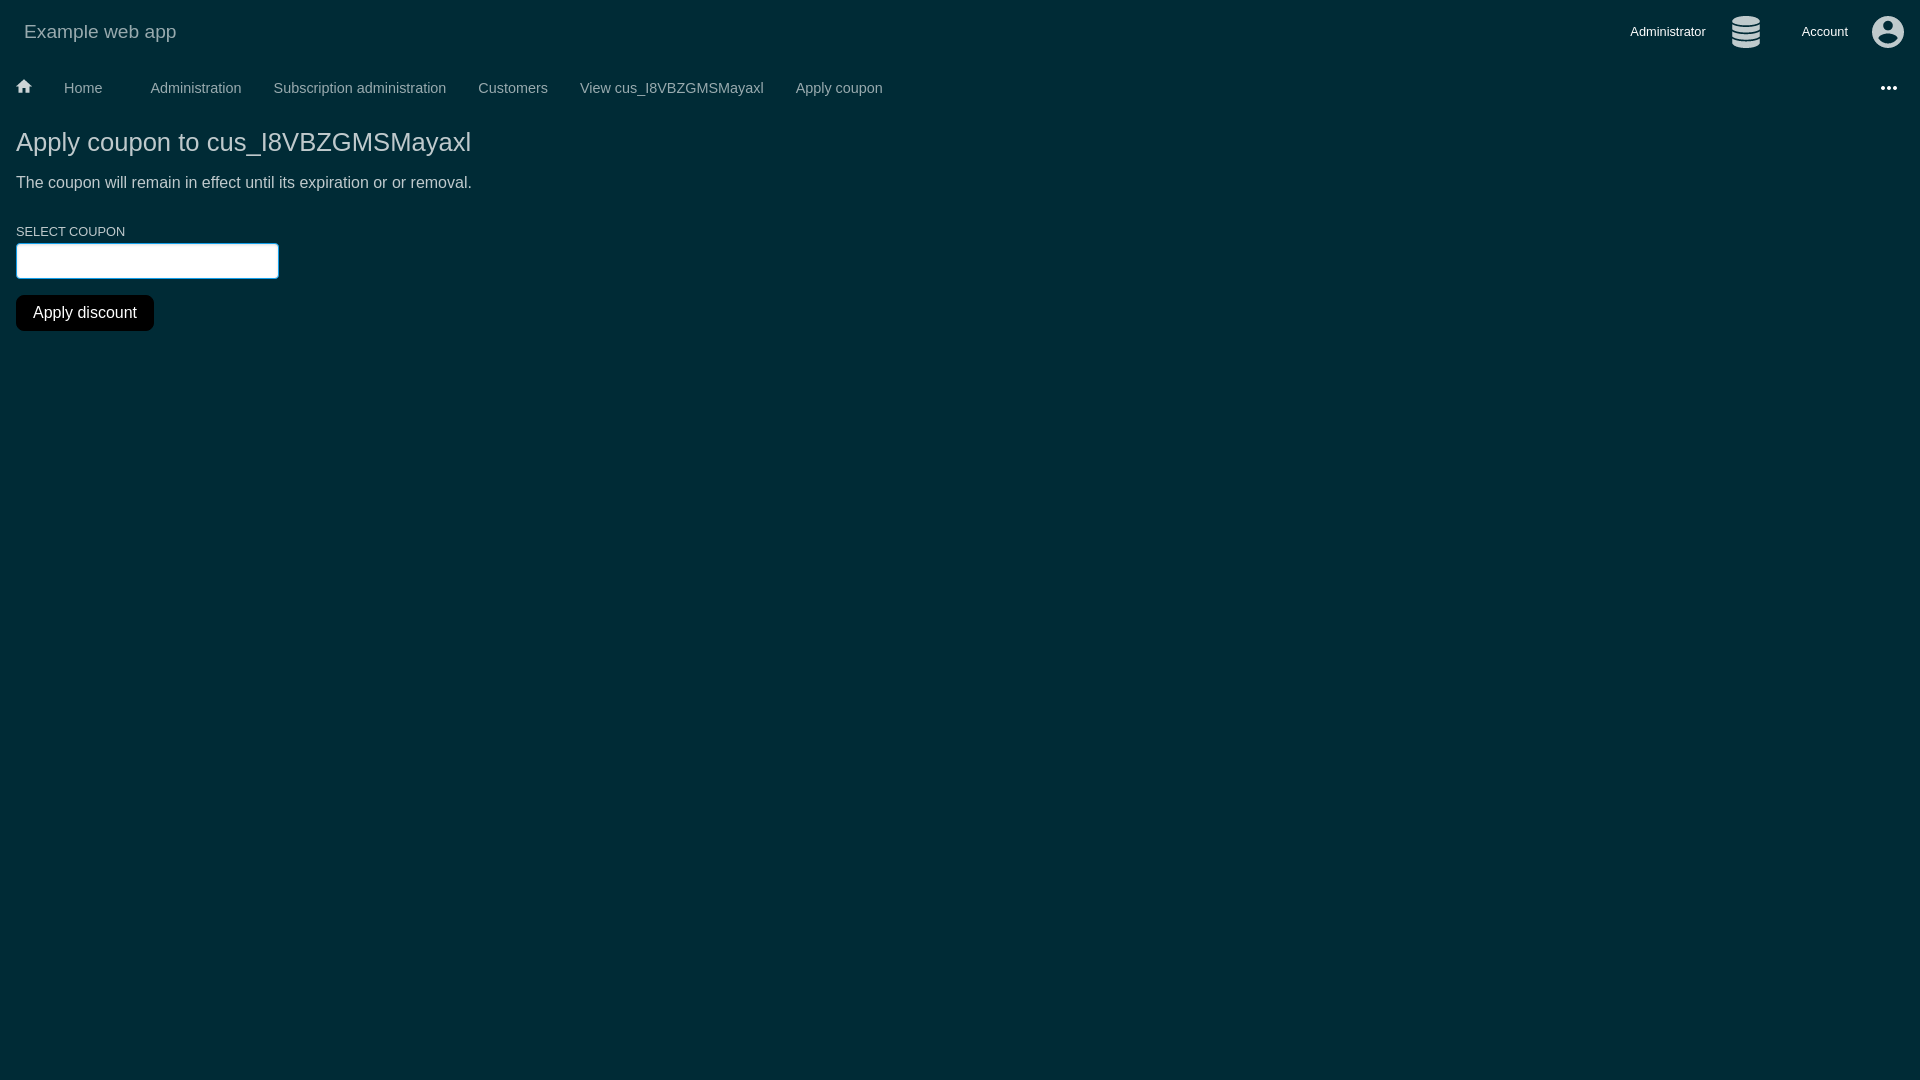 Example web app
Administrator
Account
Home
Administration
Subscription administration
Customers
View cus_I8VBZGMSMayaxl
Apply coupon
Apply coupon to cus_I8VBZGMSMayaxl
The coupon will remain in effect until its expiration or or removal.
SELECT COUPON
Apply discount